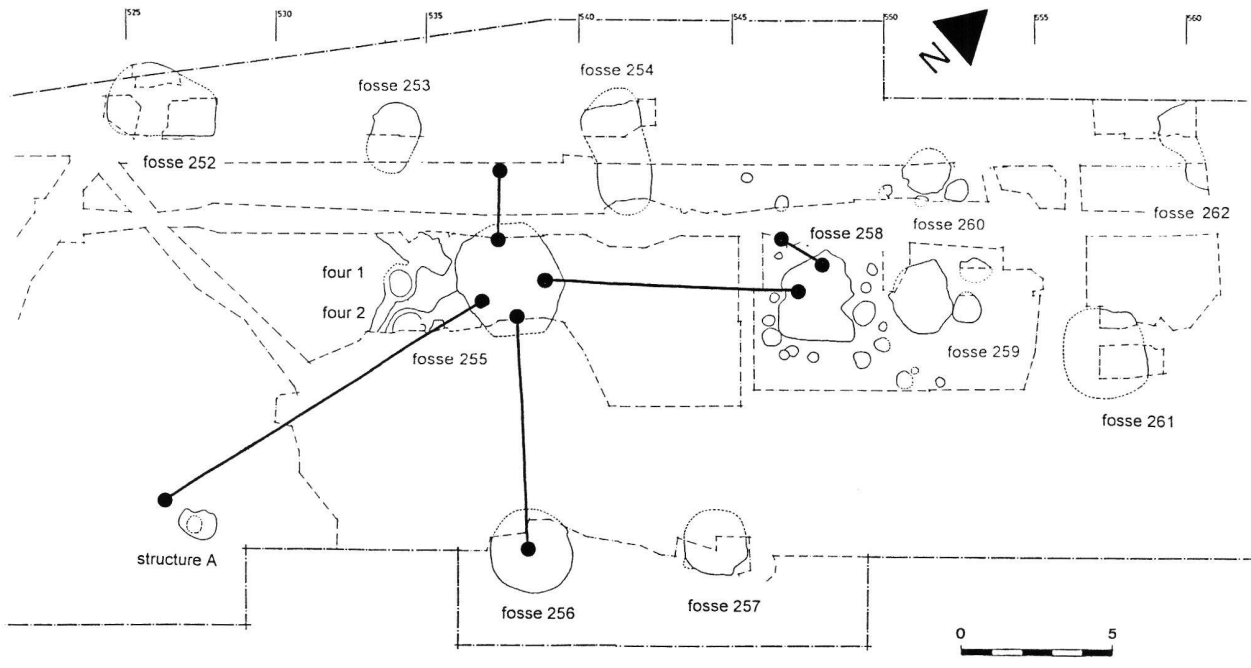 525 530 535 540 545 550 555 560
N
fosse 254
fosse 253
fosse 252
fosse 260
fosse 262
fosse 258
four 1
four 2
fosse 255
fosse 259
fosse 261
structure A
fosse 256
fosse 257
0 5